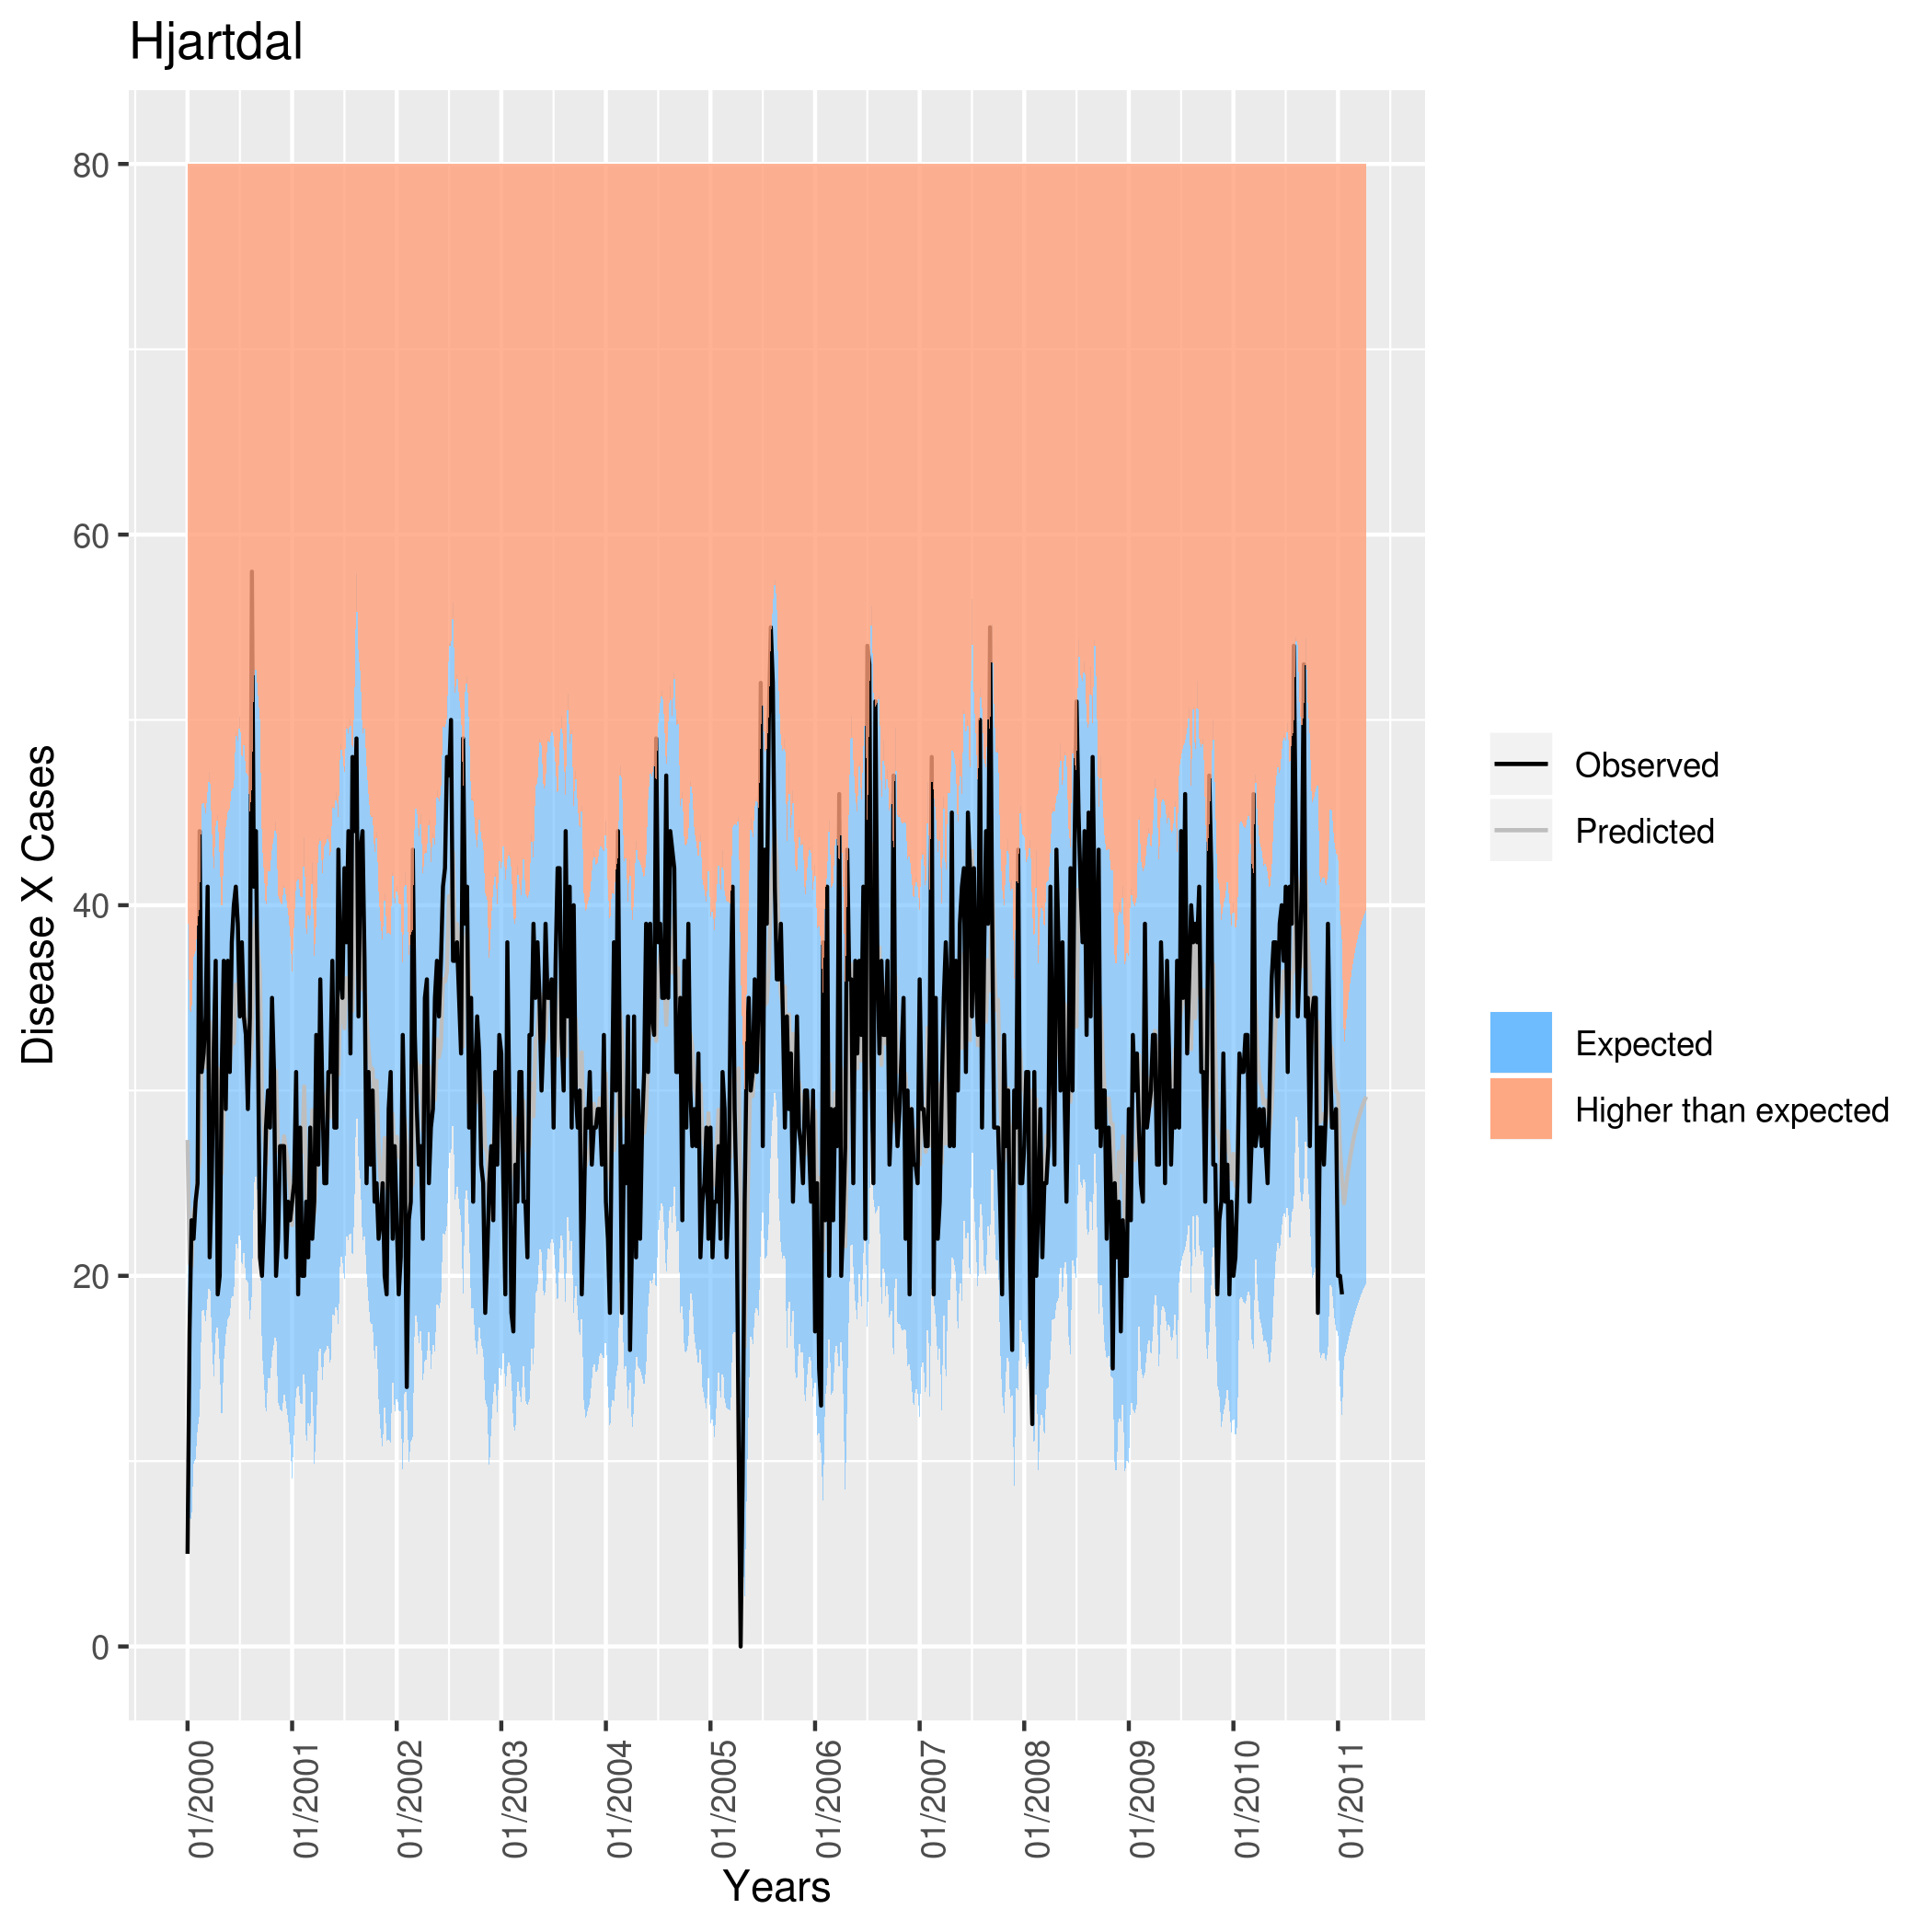 Hjartdal
Disease X Cases
80
60
40
20
0
01/2000
01/2001
01/2002
01/2003
01/2004
01/2005
01/2006
01/2007
01/2008
01/2009
01/2010
01/2011
Years
Observed
Predicted
Expected
Higher than expected